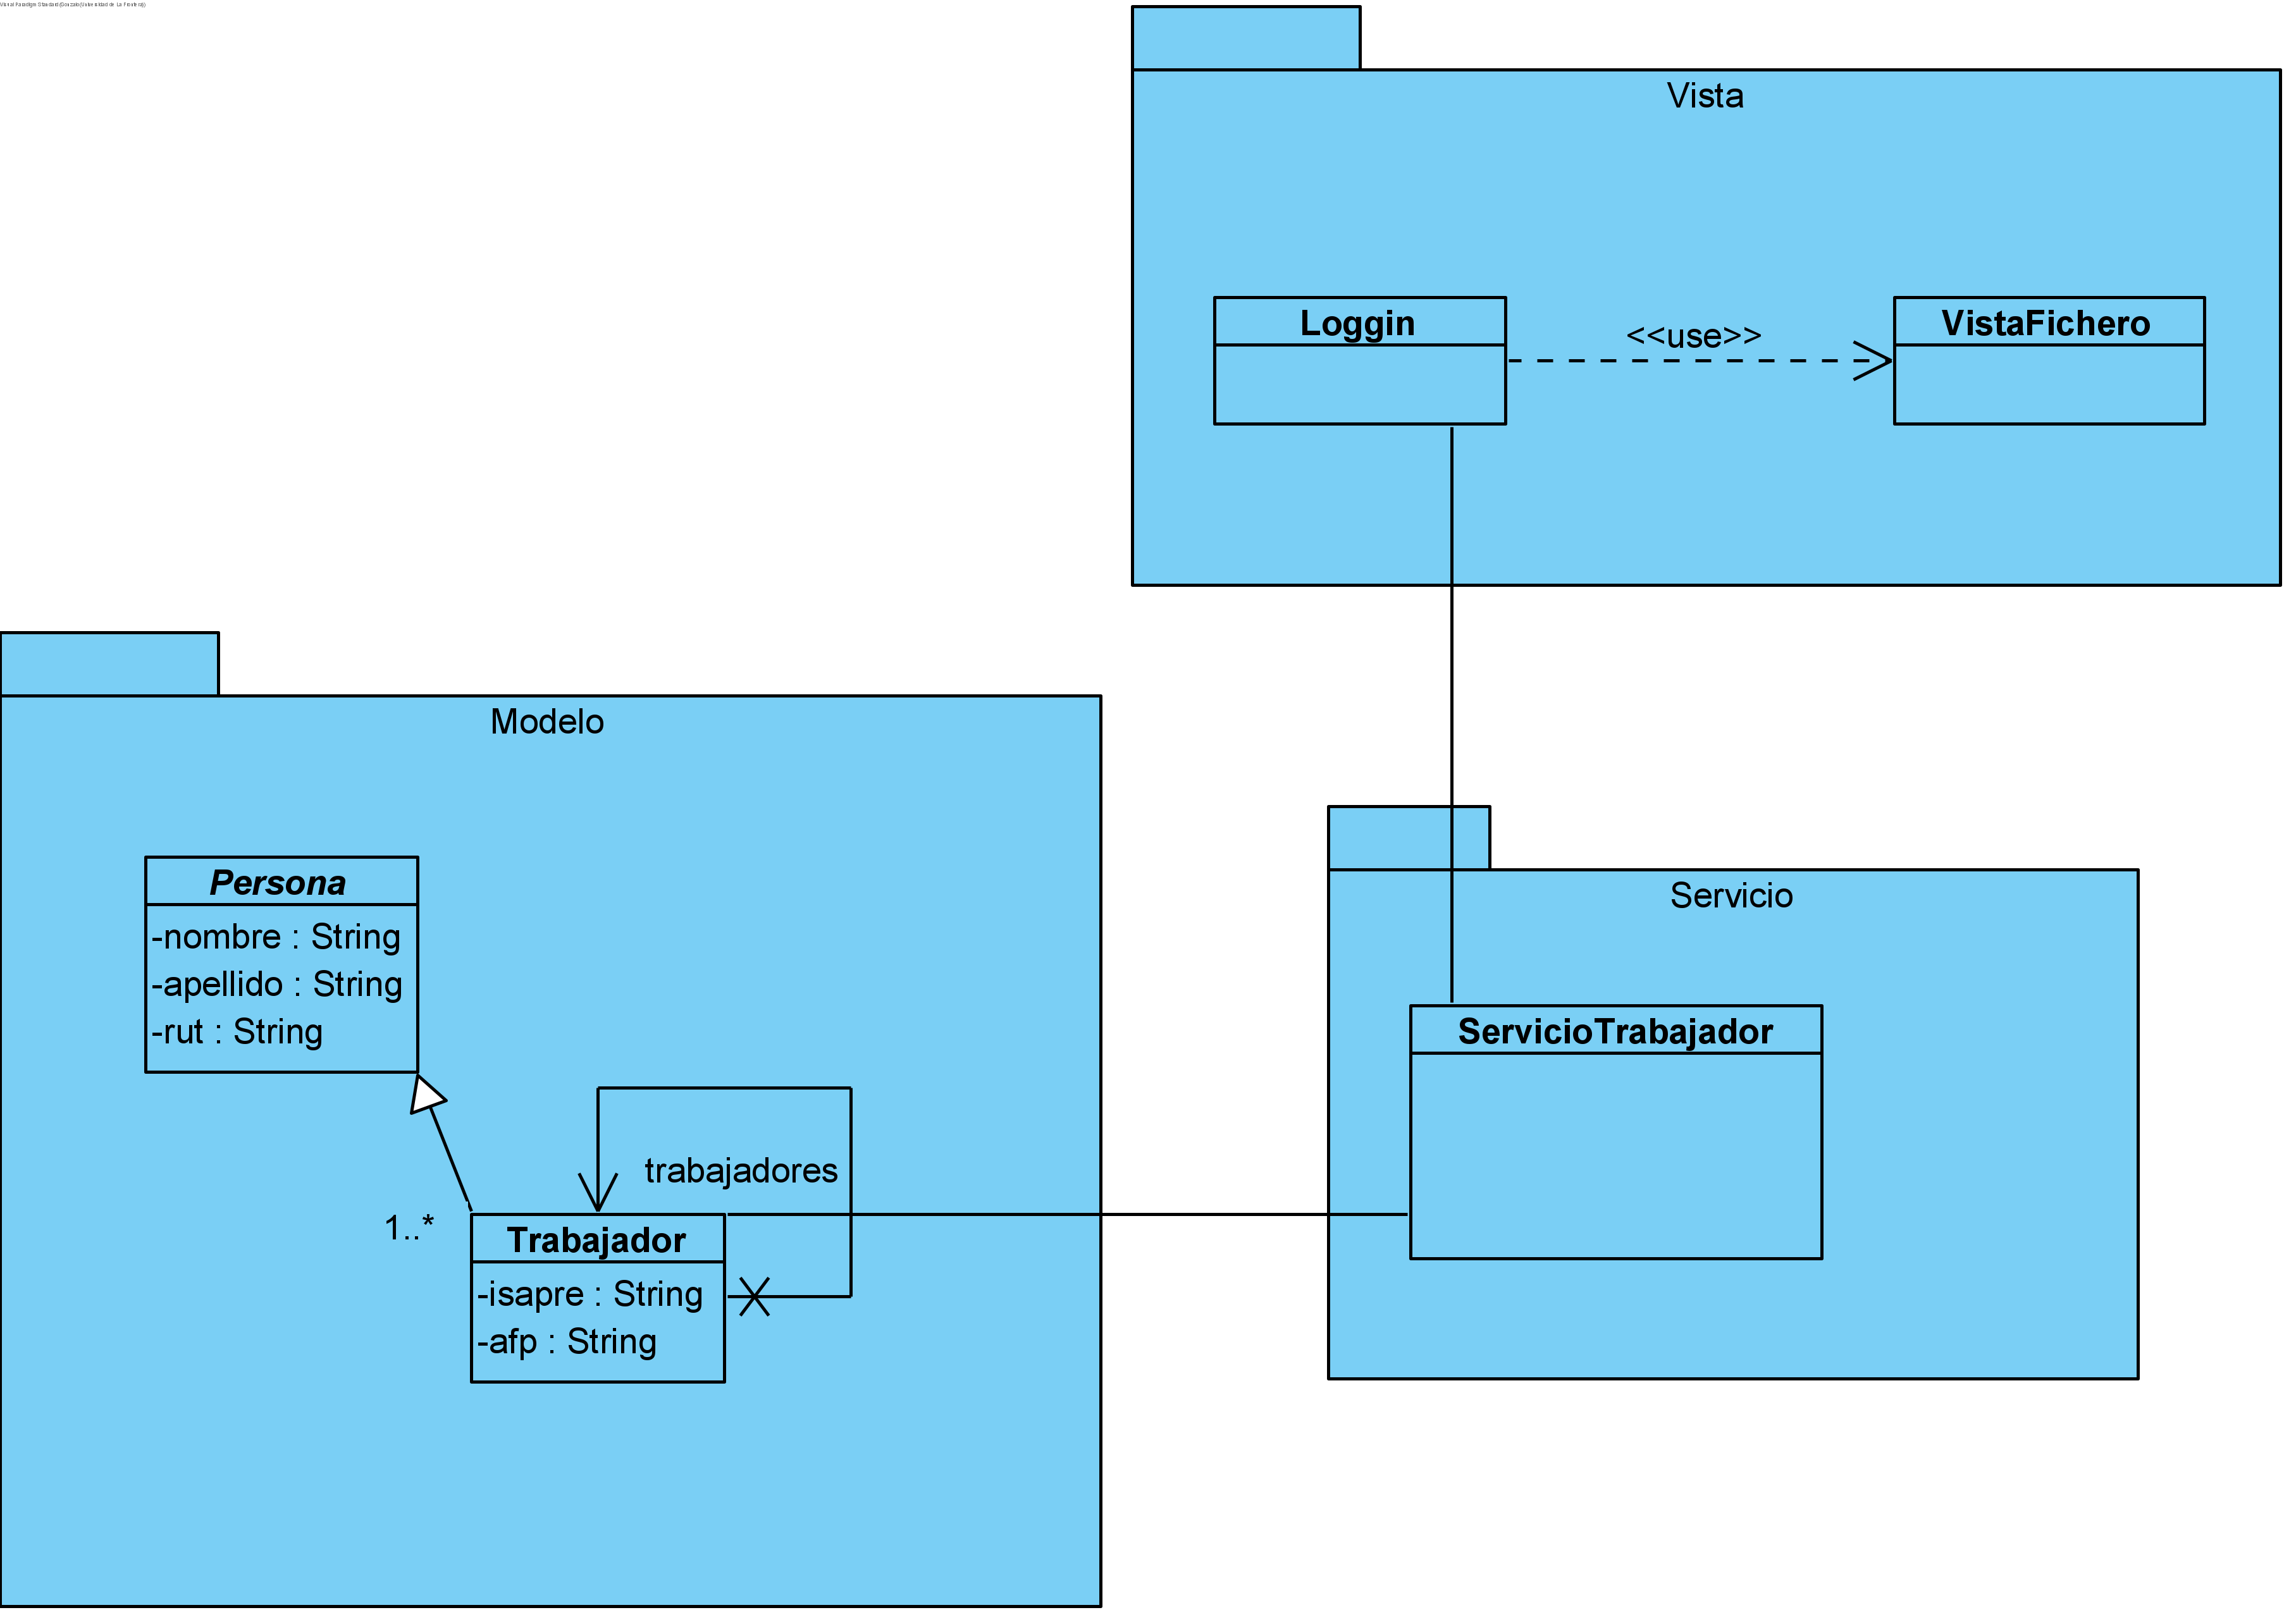 Visual Paradigm Standard(Gonzalo(Universidad de La Frontera))
Vista
Loggin
<<use>>
VistaFichero
Modelo
Persona
-nombre : String
-apellido : String
-rut : String
trabajadores
1..*
Trabajador
-isapre : String
-afp : String
Servicio
ServicioTrabajador